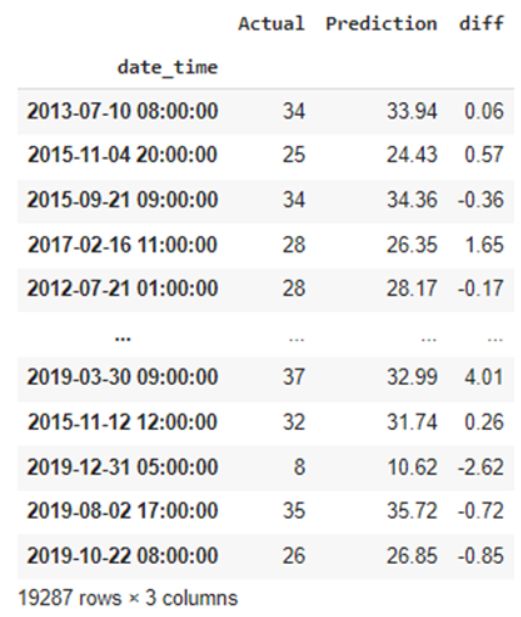 Actual Prediction diff
date_time
2013-07-10 08:00:00 34 33.94 0.06
2015-11-04 20:00:00 25 24.43 0.57
2015-09-21 09:00:00 34 34.36 -0.36
2017-02-16 11:00:00 28 26.35 1.65
2012-07-21 01:00:00 28 28.17 -0.17
... ... ... ...
2019-03-30 09:00:00 37 32.99 4.01
2015-11-12 12:00:00 32 31.74 0.26
2019-12-31 05:00:00 8 10.62 -2.62
2019-08-02 17:00:00 35 35.72 -0.72
2019-10-22 08:00:00 26 26.85 -0.85
19287 rows × 3 columns